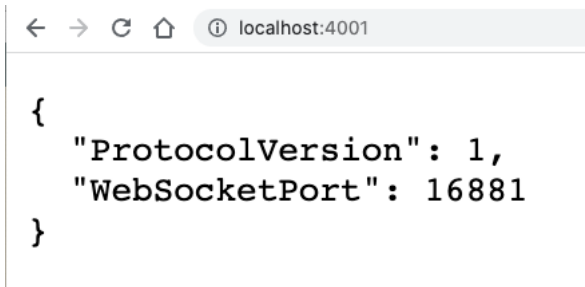 localhost:4001
{
"ProtocolVersion": 1,
"WebSocketPort": 16881
}